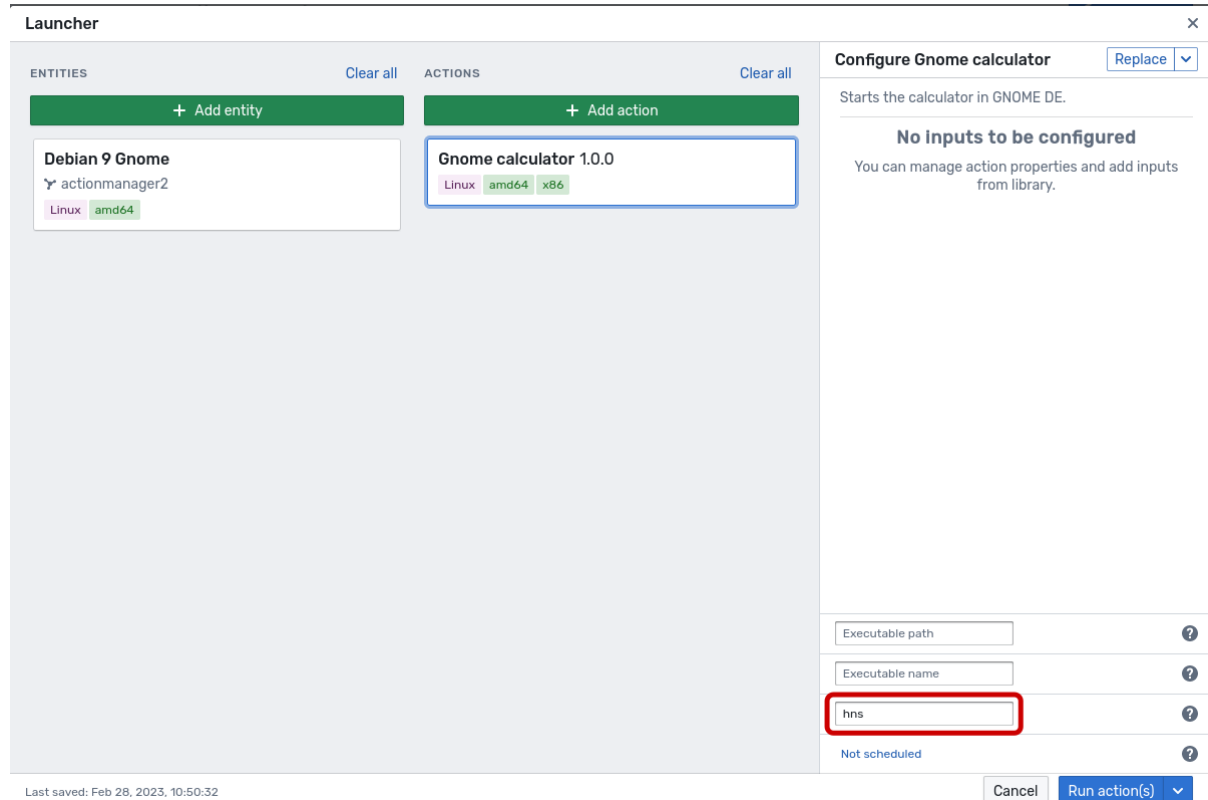 Launcher
ENTITIES
Clear all
+ Add entity
Debian 9 Gnome
actionmanager2
Linux amd64
ACTIONS
Clear all
+ Add action
Gnome calculator 1.0.0
Linux amd64 x86
Configure Gnome calculator
Replace
Starts the calculator in GNOME DE.
No inputs to be configured
You can manage action properties and add inputs
from library.
Executable path
?
Executable name
?
hns
?
Not scheduled
?
Last saved: Feb 28, 2023, 10:50:32
Cancel
Run action(s)